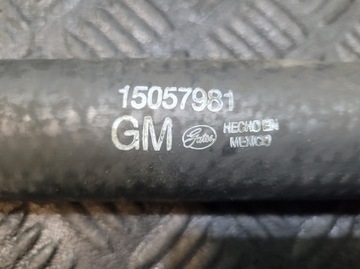 15057981
GM Gates HECHO EN
MEXICO